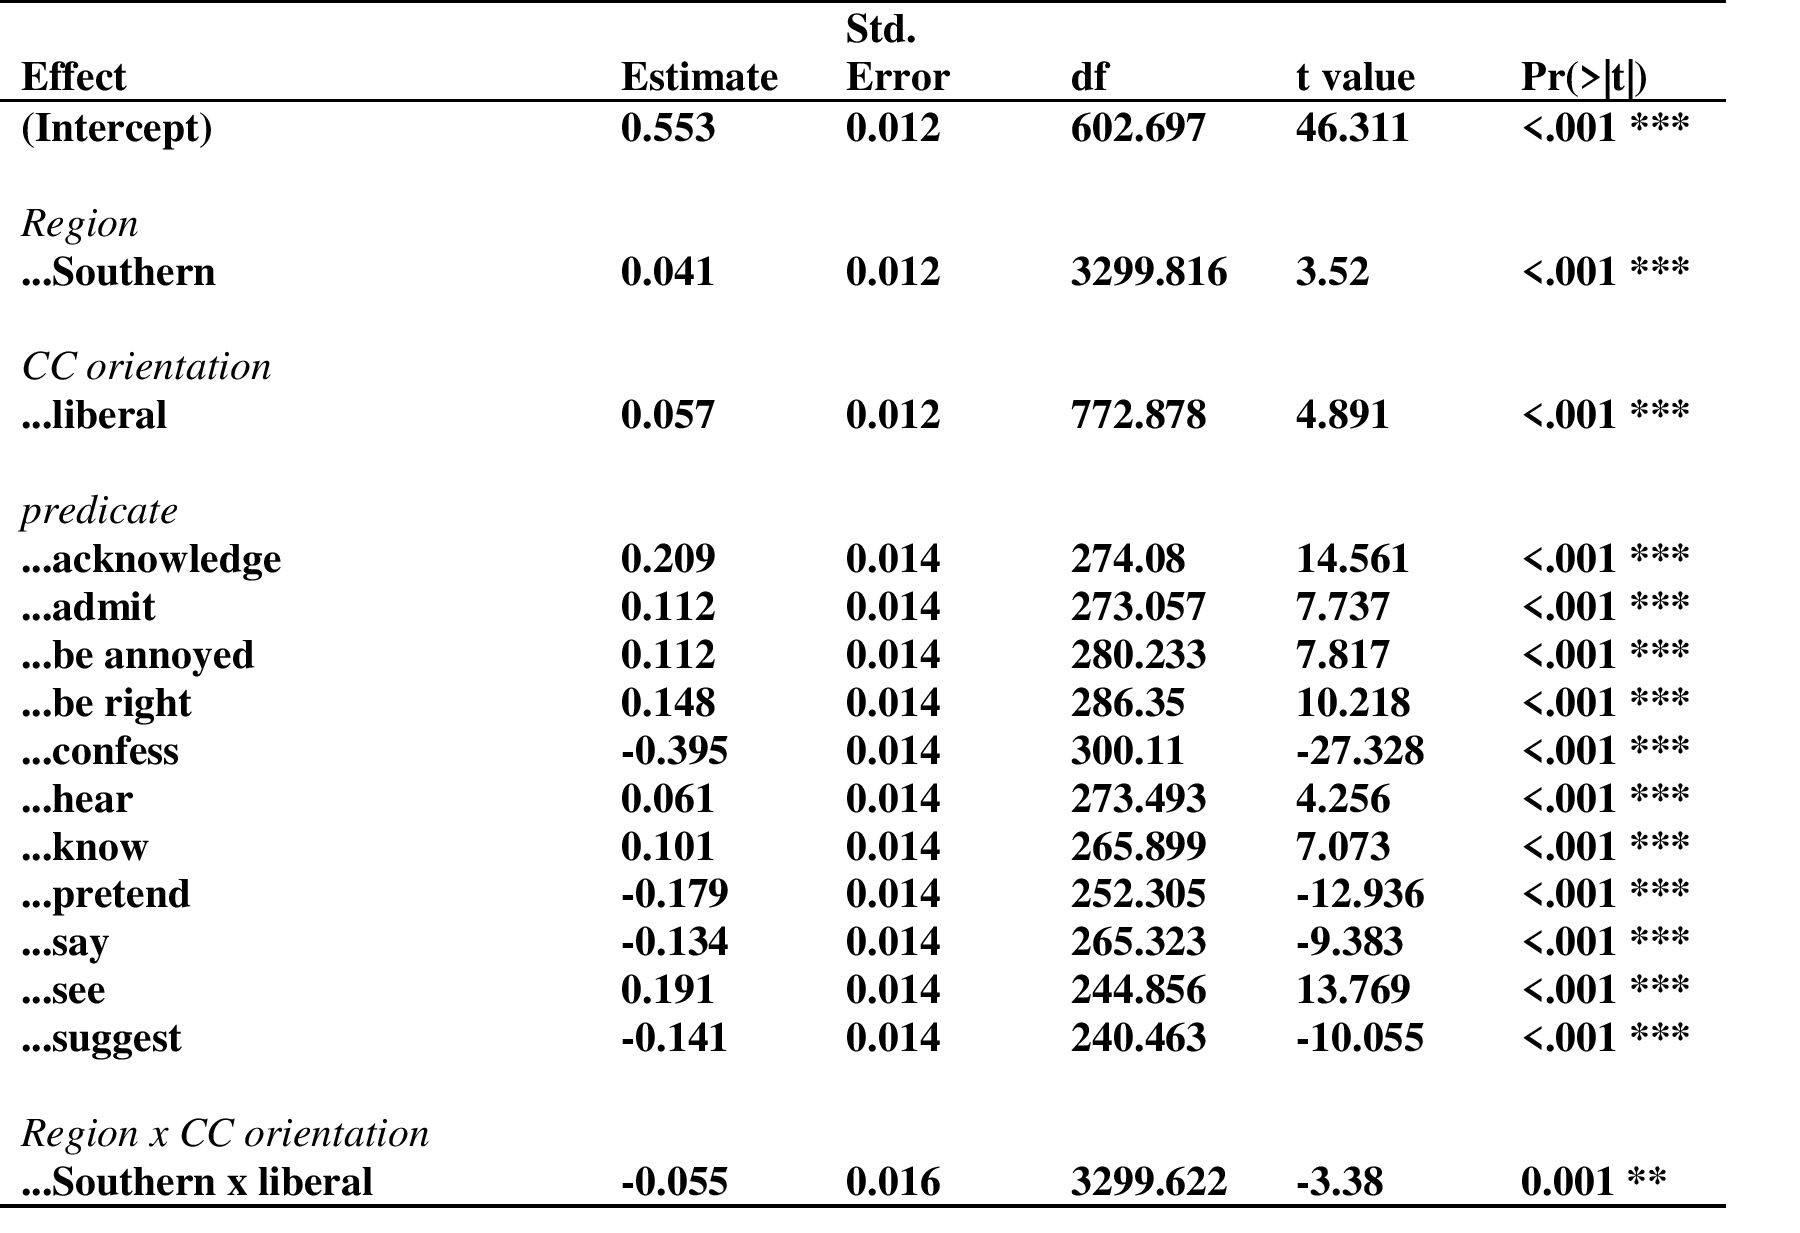 Std.
Effect Estimate Error df t value Pr(>|t|)
(Intercept) 0.553 0.012 602.697 46.311 <.001 ***
Region
...Southern 0.041 0.012 3299.816 3.52 <.001 ***
CC orientation
...liberal 0.057 0.012 772.878 4.891 <.001 ***
predicate
...acknowledge 0.209 0.014 274.08 14.561 <.001 ***
...admit 0.112 0.014 273.057 7.737 <.001 ***
...be annoyed 0.112 0.014 280.233 7.817 <.001 ***
...be right 0.148 0.014 286.35 10.218 <.001 ***
...confess -0.395 0.014 300.11 -27.328 <.001 ***
...hear 0.061 0.014 273.493 4.256 <.001 ***
...know 0.101 0.014 265.899 7.073 <.001 ***
...pretend -0.179 0.014 252.305 -12.936 <.001 ***
...say -0.134 0.014 265.323 -9.383 <.001 ***
...see 0.191 0.014 244.856 13.769 <.001 ***
...suggest -0.141 0.014 240.463 -10.055 <.001 ***
Region x CC orientation
...Southern x liberal -0.055 0.016 3299.622 -3.38 0.001 **